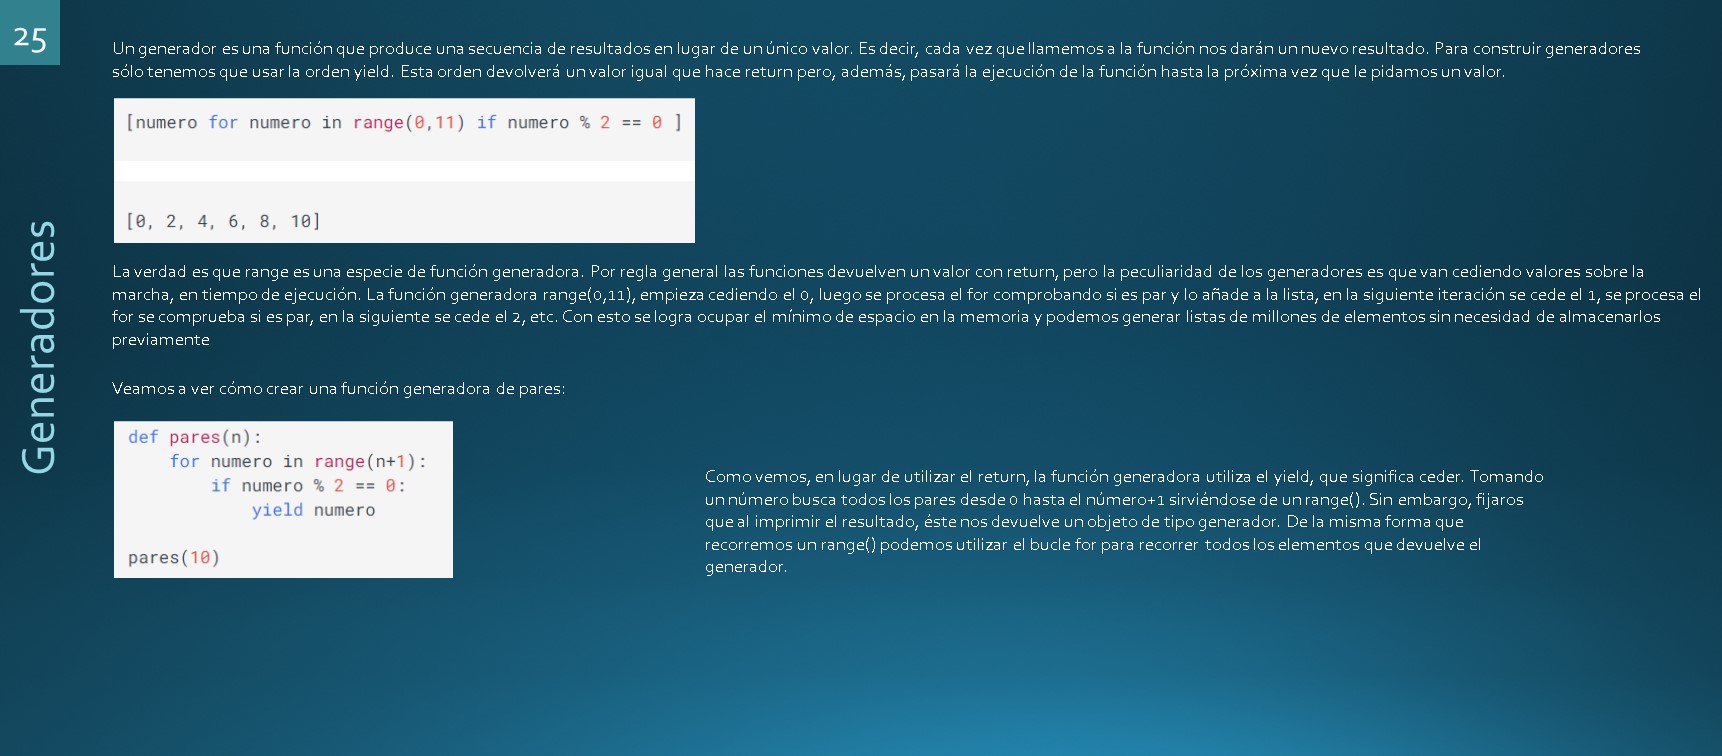 25
Generadores
Un generador es una función que produce una secuencia de resultados en lugar de un único valor. Es decir, cada vez que llamemos a la función nos darán un nuevo resultado. Para construir generadores
sólo tenemos que usar la orden yield. Esta orden devolverá un valor igual que hace return pero, además, pasará la ejecución de la función hasta la próxima vez que le pidamos un valor.
[numero for numero in range(0,11) if numero % 2 == 0 ]
[0, 2, 4, 6, 8, 10]
La verdad es que range es una especie de función generadora. Por regla general las funciones devuelven un valor con return, pero la peculiaridad de los generadores es que van cediendo valores sobre la
marcha, en tiempo de ejecución. La función generadora range(0,11), empieza cediendo el 0, luego se procesa el for comprobando si es par y lo añade a la lista, en la siguiente iteración se cede el 1, se procesa el
for se comprueba si es par, en la siguiente se cede el 2, etc. Con esto se logra ocupar el mínimo de espacio en la memoria y podemos generar listas de millones de elementos sin necesidad de almacenarlos
previamente
Veamos a ver cómo crear una función generadora de pares:
def pares(n):
    for numero in range(n+1):
        if numero % 2 == 0:
            yield numero
pares(10)
Como vemos, en lugar de utilizar el return, la función generadora utiliza el yield, que significa ceder. Tomando
un número busca todos los pares desde 0 hasta el número+1 sirviéndose de un range(). Sin embargo, fijaros
que al imprimir el resultado, éste nos devuelve un objeto de tipo generador. De la misma forma que
recorremos un range() podemos utilizar el bucle for para recorrer todos los elementos que devuelve el
generador.